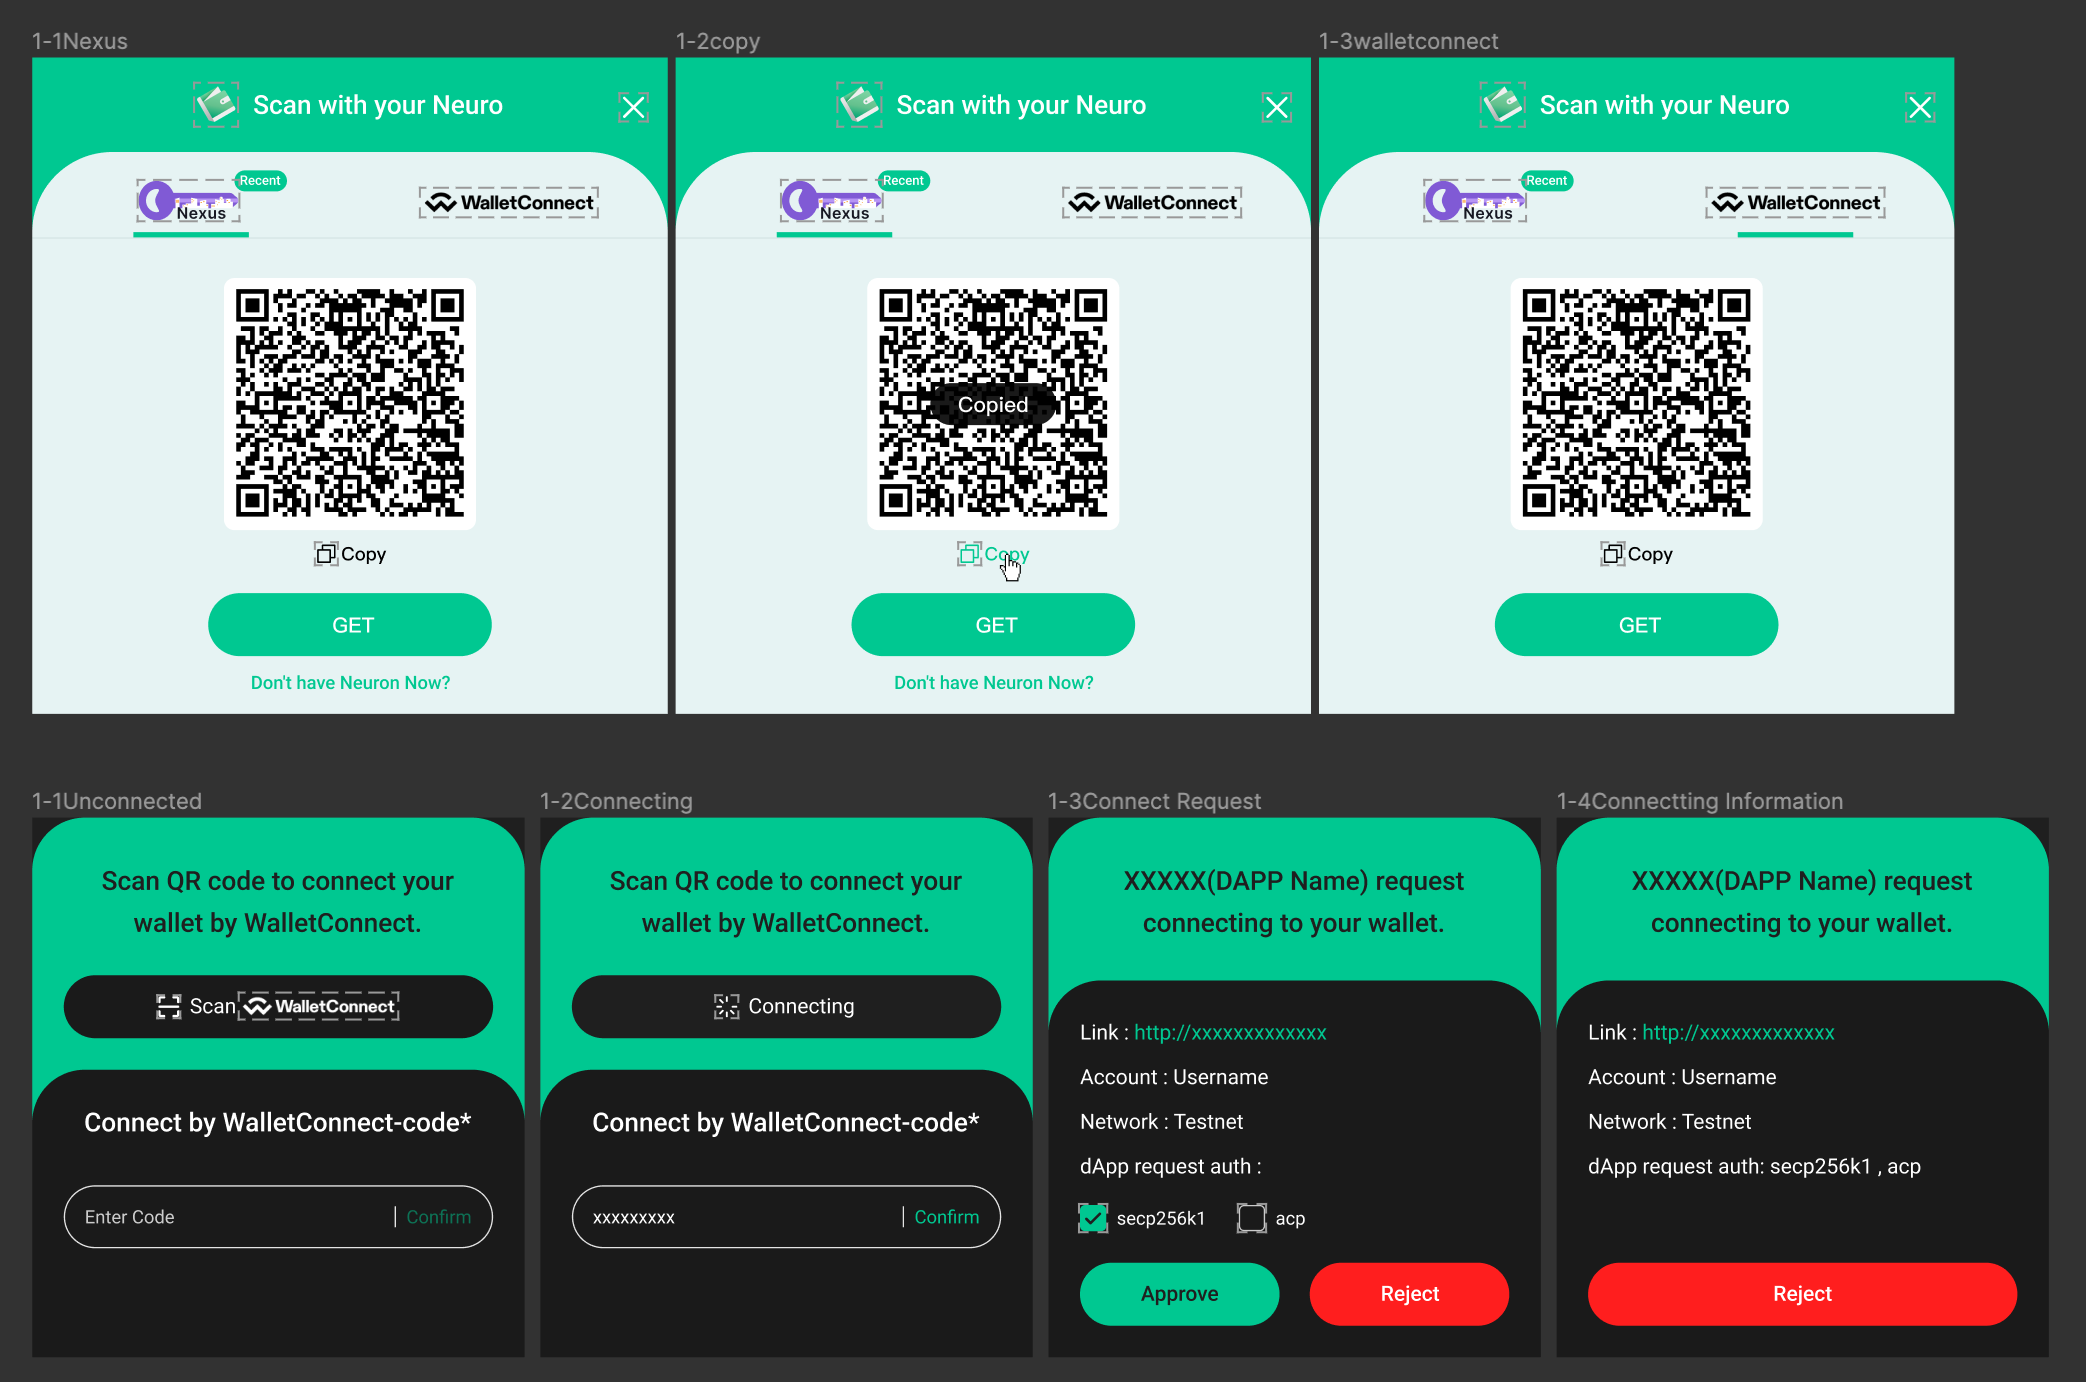 1-1Nexus
Scan with your Neuro
Nexus
Recent
WalletConnect
Copy
GET
Don't have Neuron Now?
1-2copy
Scan with your Neuro
Nexus
Recent
WalletConnect
Copied
Copy
GET
Don't have Neuron Now?
1-3walletconnect
Scan with your Neuro
Nexus
Recent
WalletConnect
Copy
GET
1-1Unconnected
Scan QR code to connect your
wallet by WalletConnect.
Scan WalletConnect
Connect by WalletConnect-code*
Enter Code | Confirm
1-2Connecting
Scan QR code to connect your
wallet by WalletConnect.
Connecting
Connect by WalletConnect-code*
xxxxxxxxx | Confirm
1-3Connect Request
XXXXX(DAPP Name) request
connecting to your wallet.
Link : http://xxxxxxxxxxxxx
Account : Username
Network : Testnet
dApp request auth :
secp256k1 acp
Approve Reject
1-4Connectting Information
XXXXX(DAPP Name) request
connecting to your wallet.
Link : http://xxxxxxxxxxxxx
Account : Username
Network : Testnet
dApp request auth: secp256k1 , acp
Reject